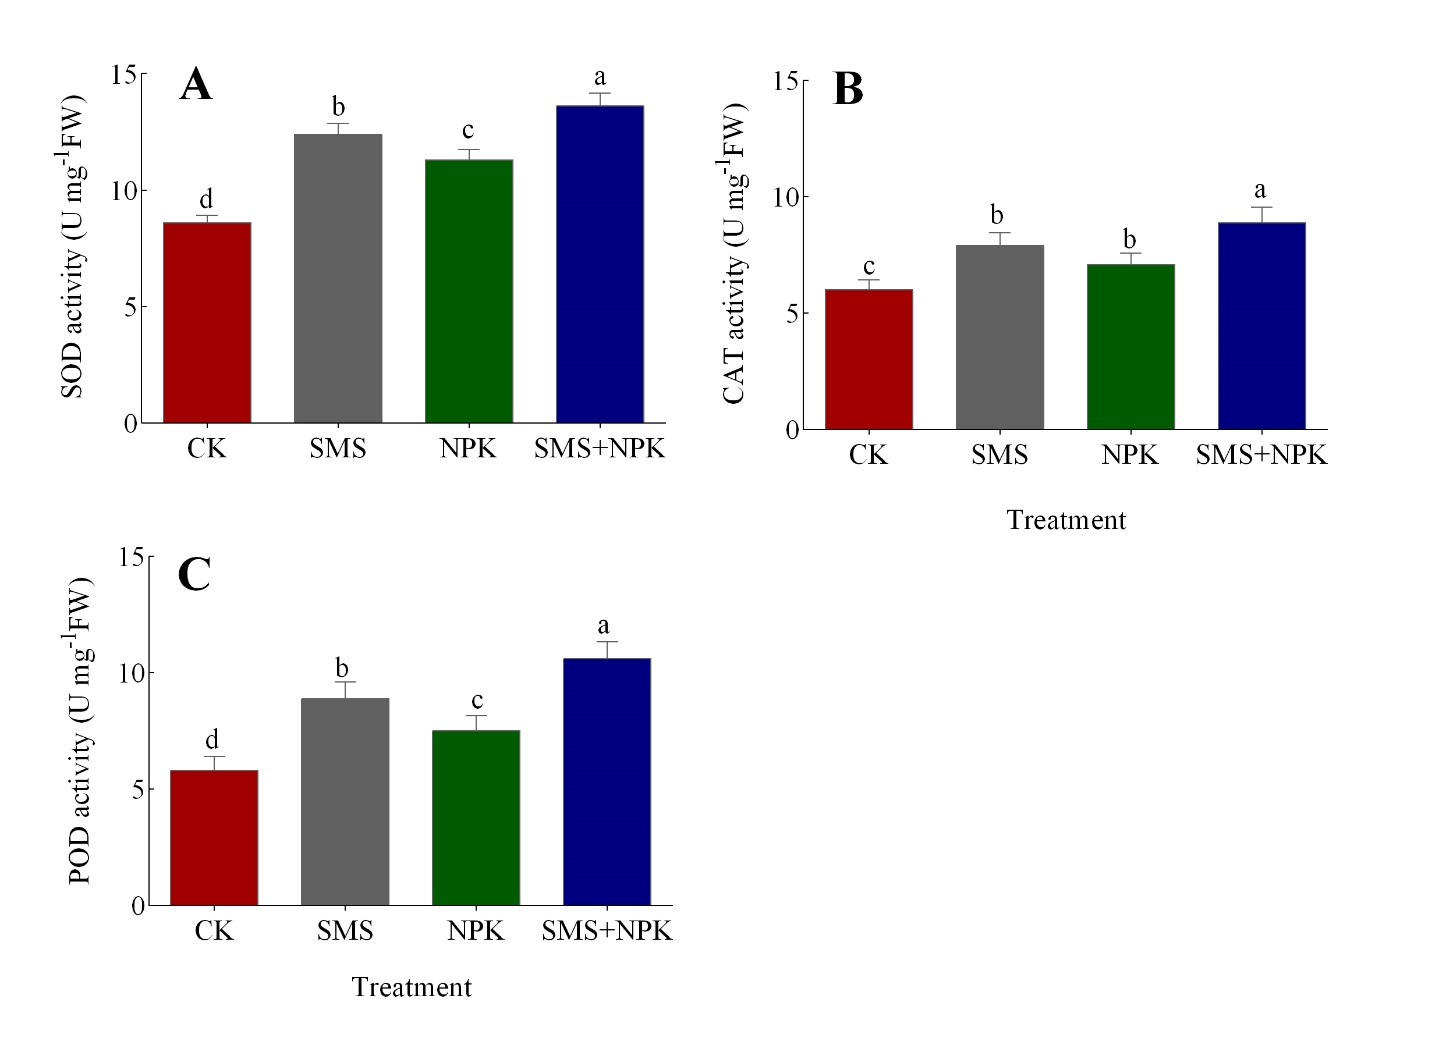 A
SOD activity (U mg-1FW)
15
10
5
0
d
b
c
a
CK SMS NPK SMS+NPK
B
CAT activity (U mg-1FW)
15
10
5
0
c
b
b
a
CK SMS NPK SMS+NPK
Treatment
C
POD activity (U mg-1FW)
15
10
5
0
d
b
c
a
CK SMS NPK SMS+NPK
Treatment